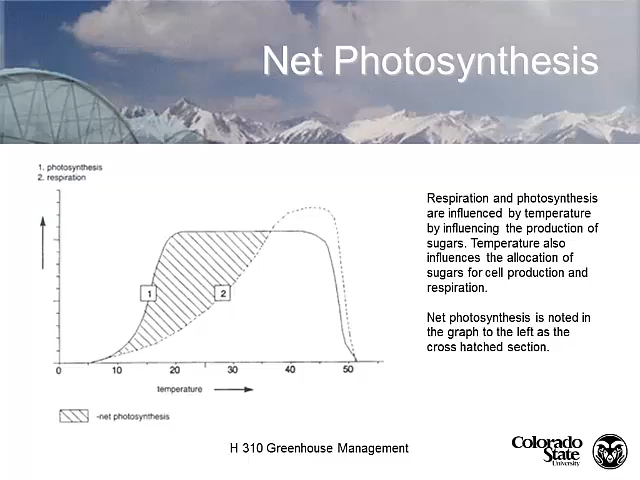 Net Photosynthesis
1. photosynthesis
2. respiration
1
2
0 10 20 30 40 50
temperature
-net photosynthesis
Respiration and photosynthesis
are influenced by temperature
by influencing the production of
sugars. Temperature also
influences the allocation of
sugars for cell production and
respiration.
Net photosynthesis is noted in
the graph to the left as the
cross hatched section.
H 310 Greenhouse Management
Colorado
State
University